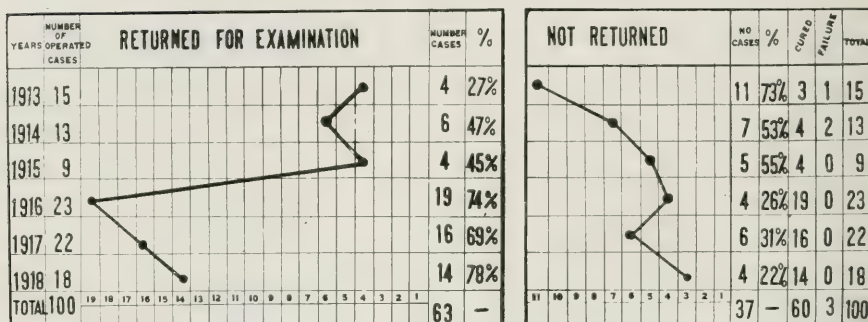 YEARS NUMBER OF OPERATED CASES RETURNED FOR EXAMINATION NUMBER CASES % NOT RETURNED NO CASES % CURED FAILURE TOTAL
1913 15 4 27% 11 73% 3 1 15
1914 13 6 47% 7 53% 4 2 13
1915 9 4 45% 5 55% 4 0 9
1916 23 19 74% 4 26% 19 0 23
1917 22 16 69% 6 31% 16 0 22
1918 18 14 78% 4 22% 14 0 18
TOTAL 100 19 18 17 16 15 14 13 12 11 10 9 8 7 6 5 4 3 2 1 63 — 11 10 9 8 7 6 5 4 3 2 1 37 — 60 3 100